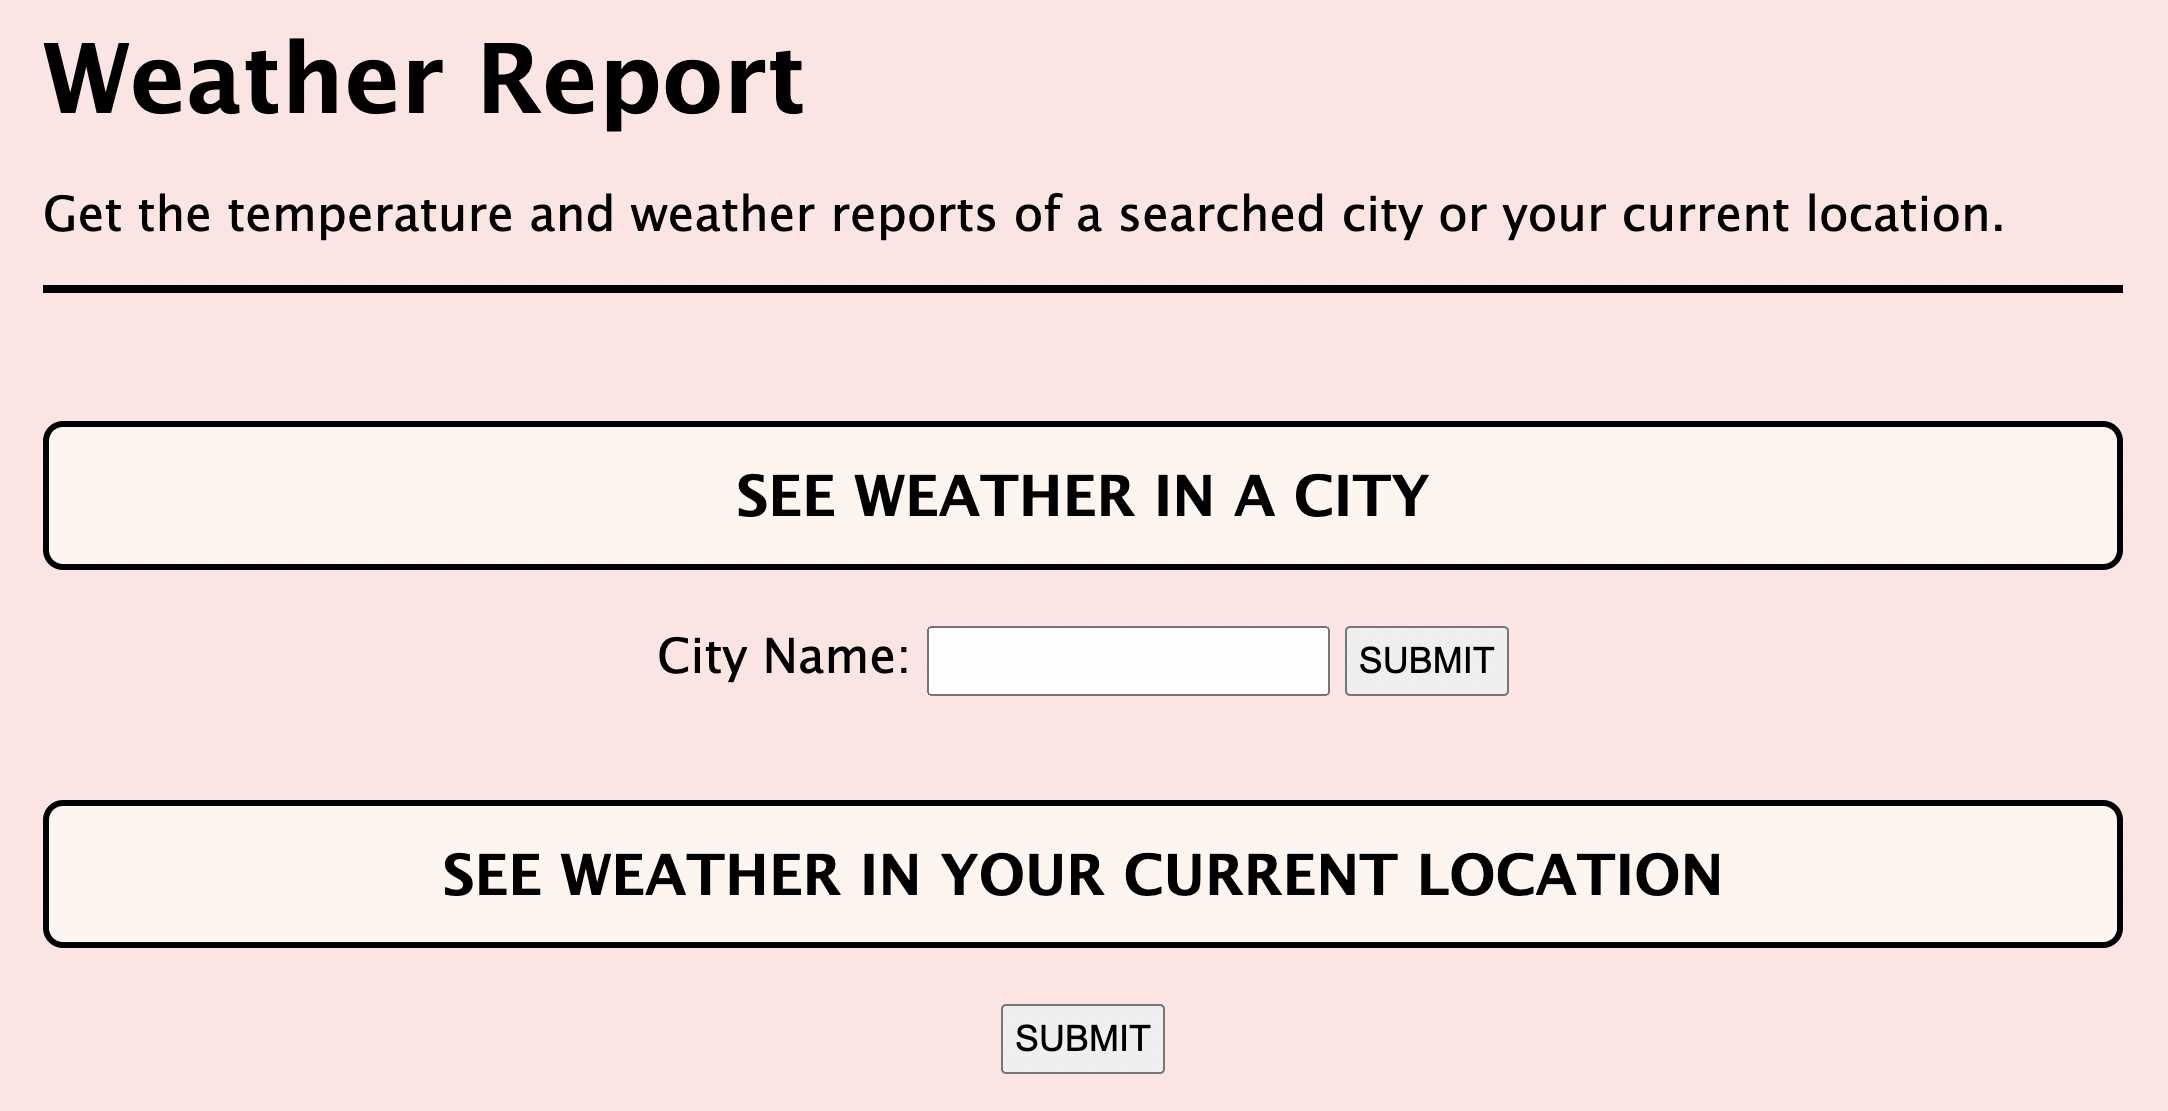 Weather Report
Get the temperature and weather reports of a searched city or your current location.
SEE WEATHER IN A CITY
City Name: SUBMIT
SEE WEATHER IN YOUR CURRENT LOCATION
SUBMIT